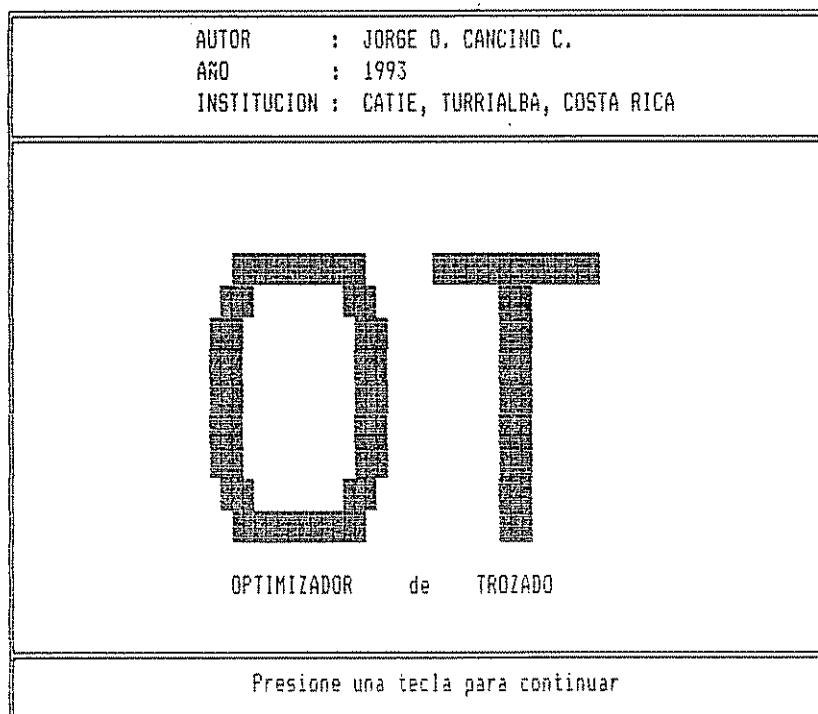 AUTOR : JORGE O. CANCINO C.
AÑO : 1993
INSTITUCION : CATIE, TURRIALBA, COSTA RICA
OT
OPTIMIZADOR de TROZADO
Presione una tecla para continuar